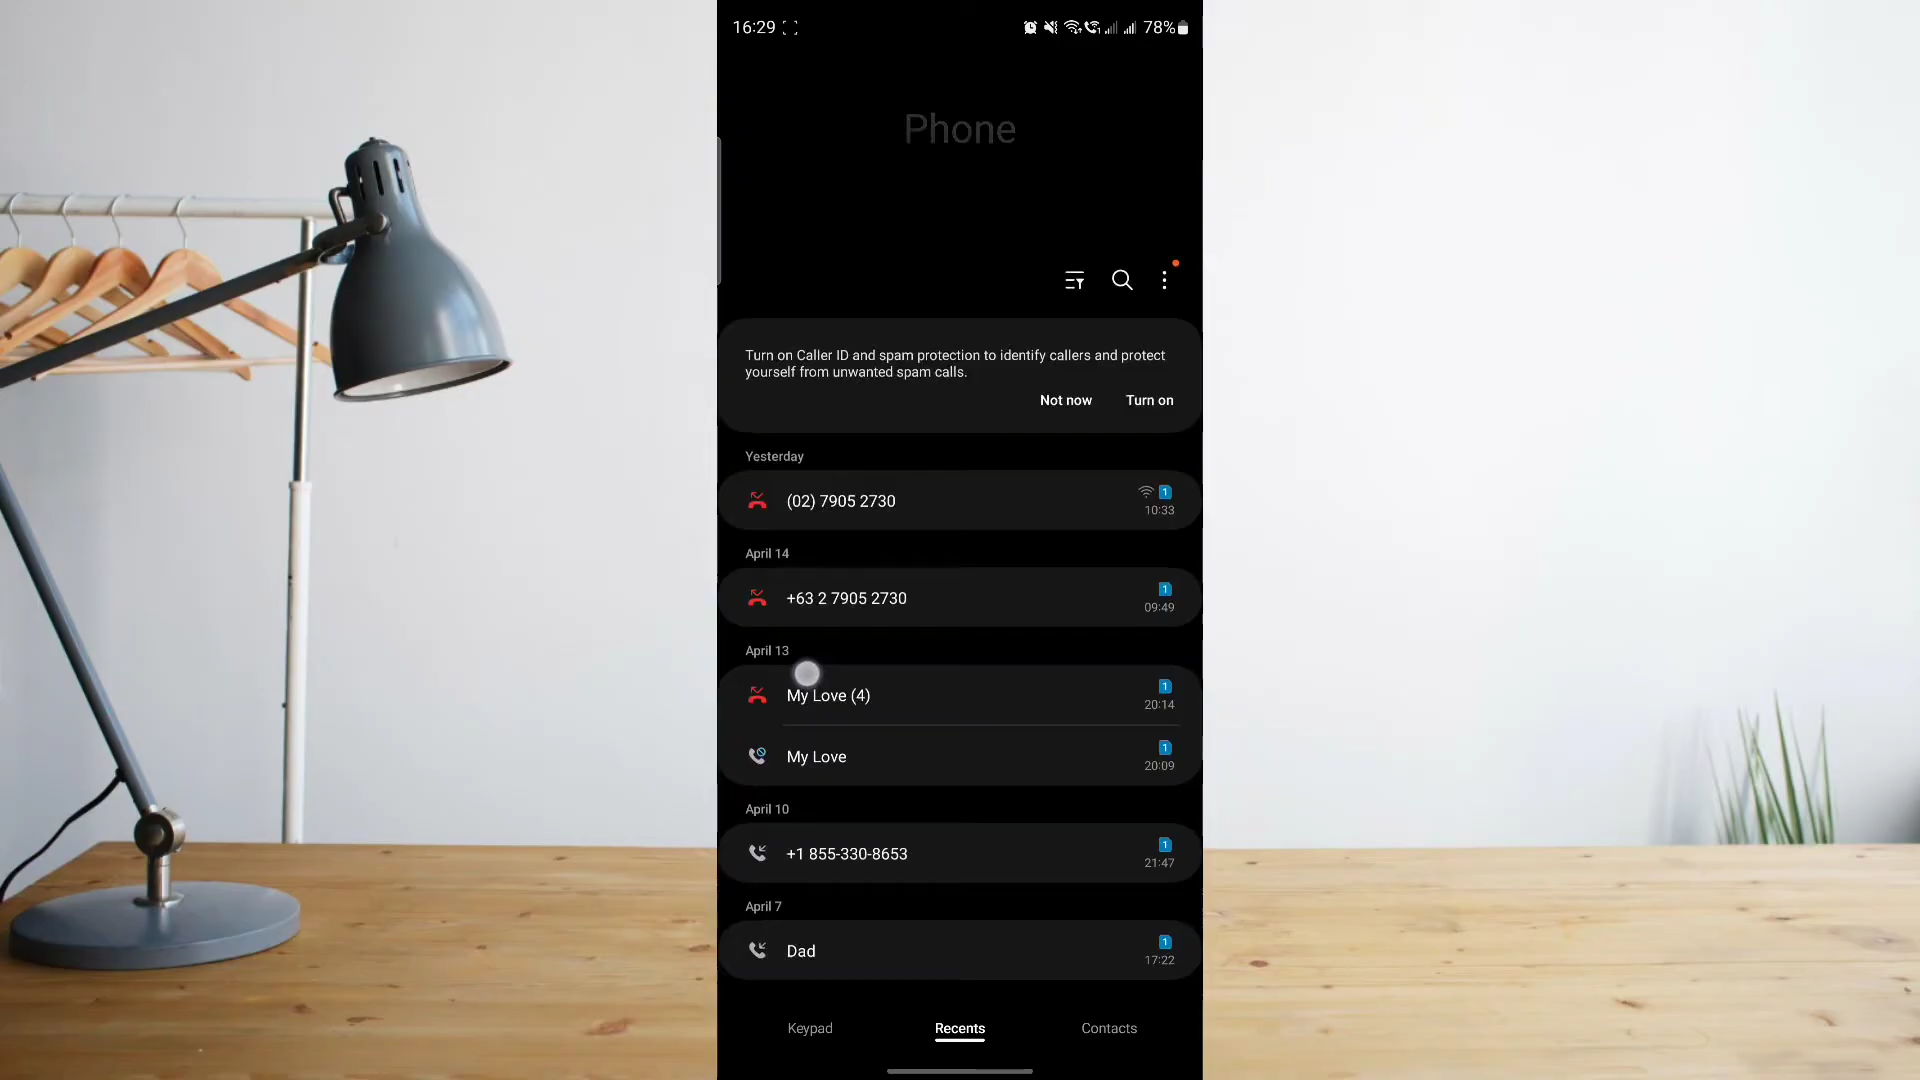 16:29
78%
Phone
Turn on Caller ID and spam protection to identify callers and protect
yourself from unwanted spam calls.
Not now Turn on
Yesterday
(02) 7905 2730
1
10:33
April 14
+63 2 7905 2730
1
09:49
April 13
My Love (4)
1
20:14
My Love
1
20:09
April 10
+1 855-330-8653
1
21:47
April 7
Dad
1
17:22
Keypad Recents Contacts